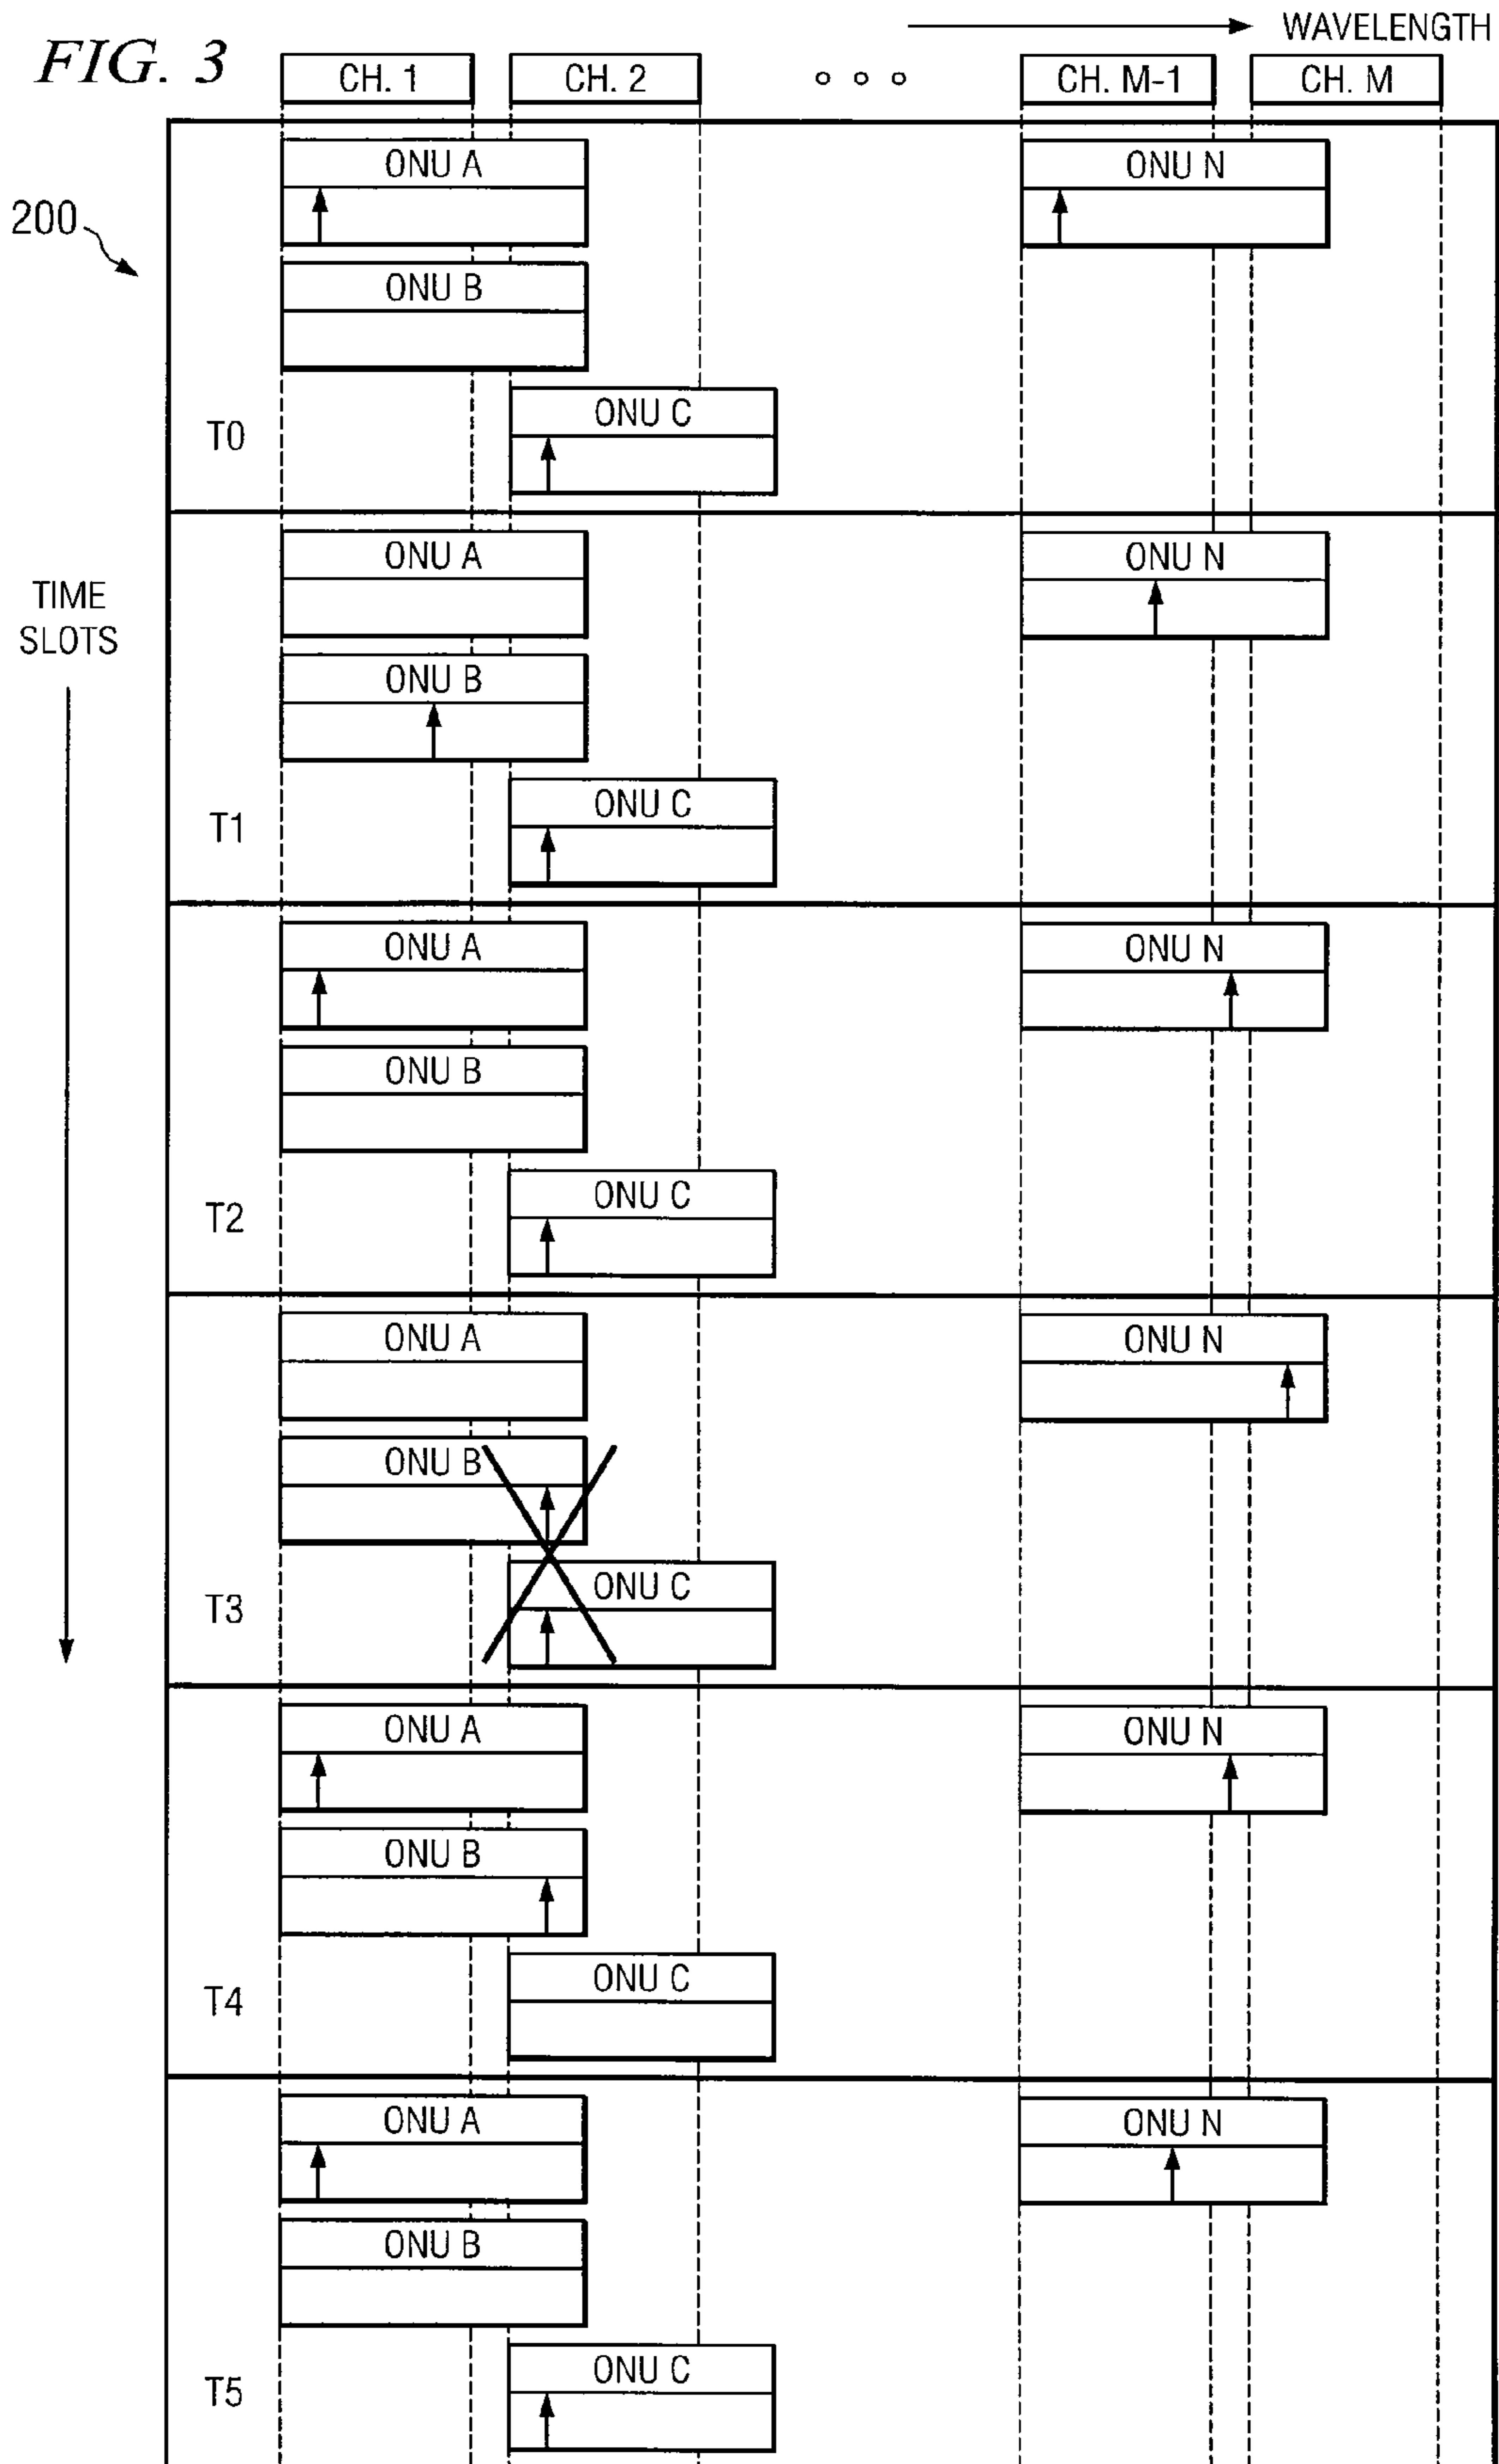 WAVELENGTH
FIG. 3
CH. 1 CH. 2 CH. M-1 CH. M
200
ONU A ONU N
ONU B
ONU C
T0
TIME
SLOTS
ONU A ONU N
ONU B
ONU C
T1
ONU A ONU N
ONU B
ONU C
T2
ONU A ONU N
ONU B
ONU C
T3
ONU A ONU N
ONU B
ONU C
T4
ONU A ONU N
ONU B
ONU C
T5